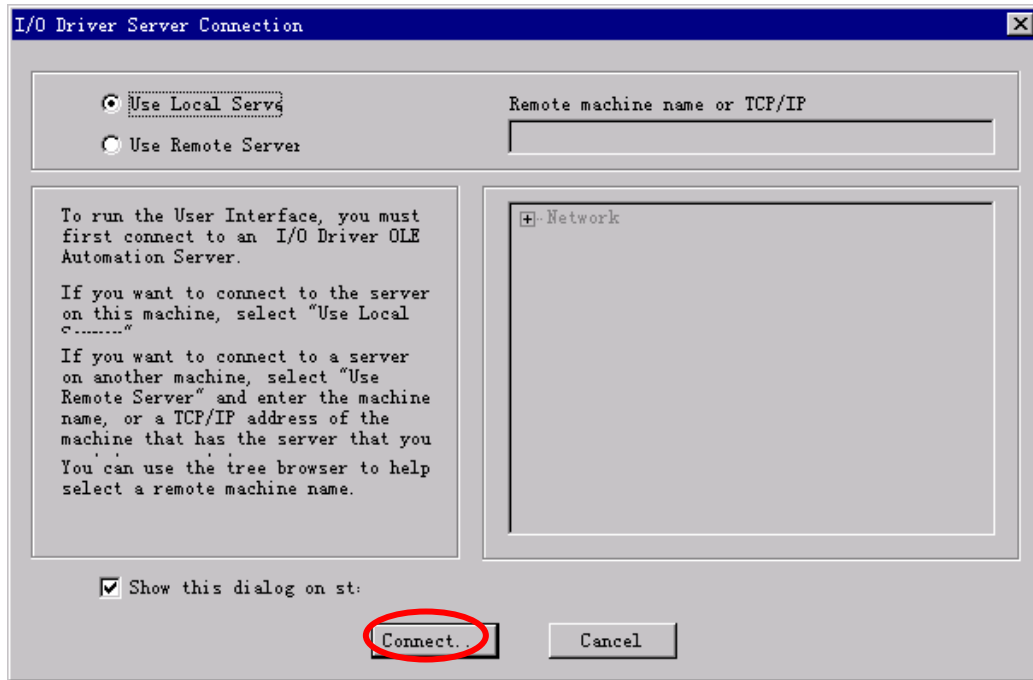 I/O Driver Server Connection
Use Local Serve
Remote machine name or TCP/IP
Use Remote Server
To run the User Interface, you must
first connect to an I/O Driver OLE
Automation Server.
If you want to connect to the server
on this machine, select "Use Local
If you want to connect to a server
on another machine, select "Use
Remote Server" and enter the machine
name, or a TCP/IP address of the
machine that has the server that you
You can use the tree browser to help
select a remote machine name.
Network
Show this dialog on st
Connect..
Cancel